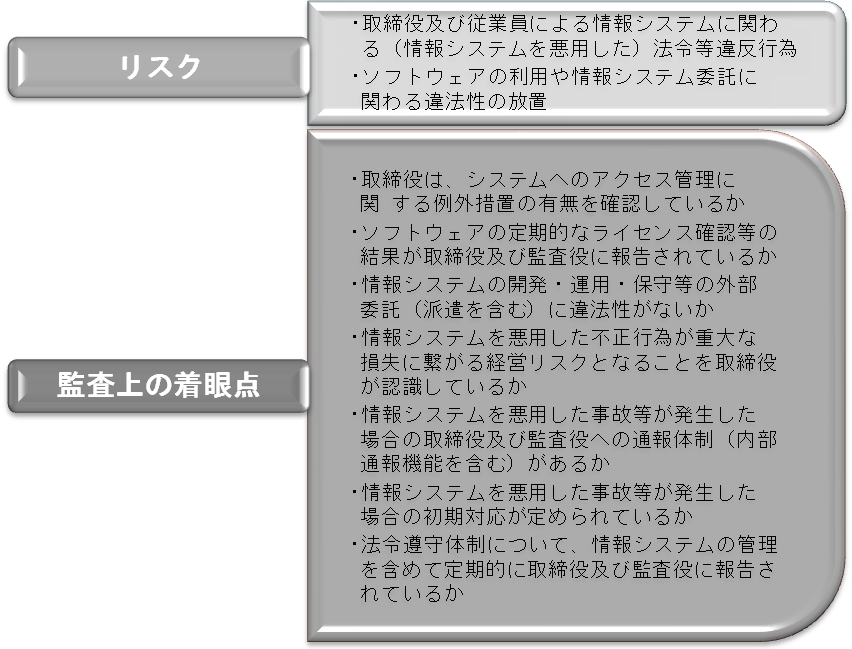 リスク
・取締役及び従業員による情報システムに関わ
る（情報システムを悪用した）法令等違反行為
・ソフトウェアの利用や情報システム委託に
関わる違法性の放置
監査上の着眼点
・取締役は、システムへのアクセス管理に
関 する例外措置の有無を確認しているか
・ソフトウェアの定期的なライセンス確認等の
結果が取締役及び監査役に報告されているか
・情報システムの開発・運用・保守等の外部
委託（派遣を含む）に違法性がないか
・情報システムを悪用した不正行為が重大な
損失に繋がる経営リスクとなることを取締役
が認識しているか
・情報システムを悪用した事故等が発生した
場合の取締役及び監査役への通報体制（内部
通報機能を含む）があるか
・情報システムを悪用した事故等が発生した
場合の初期対応が定められているか
・法令遵守体制について、情報システムの管理
を含めて定期的に取締役及び監査役に報告さ
れているか